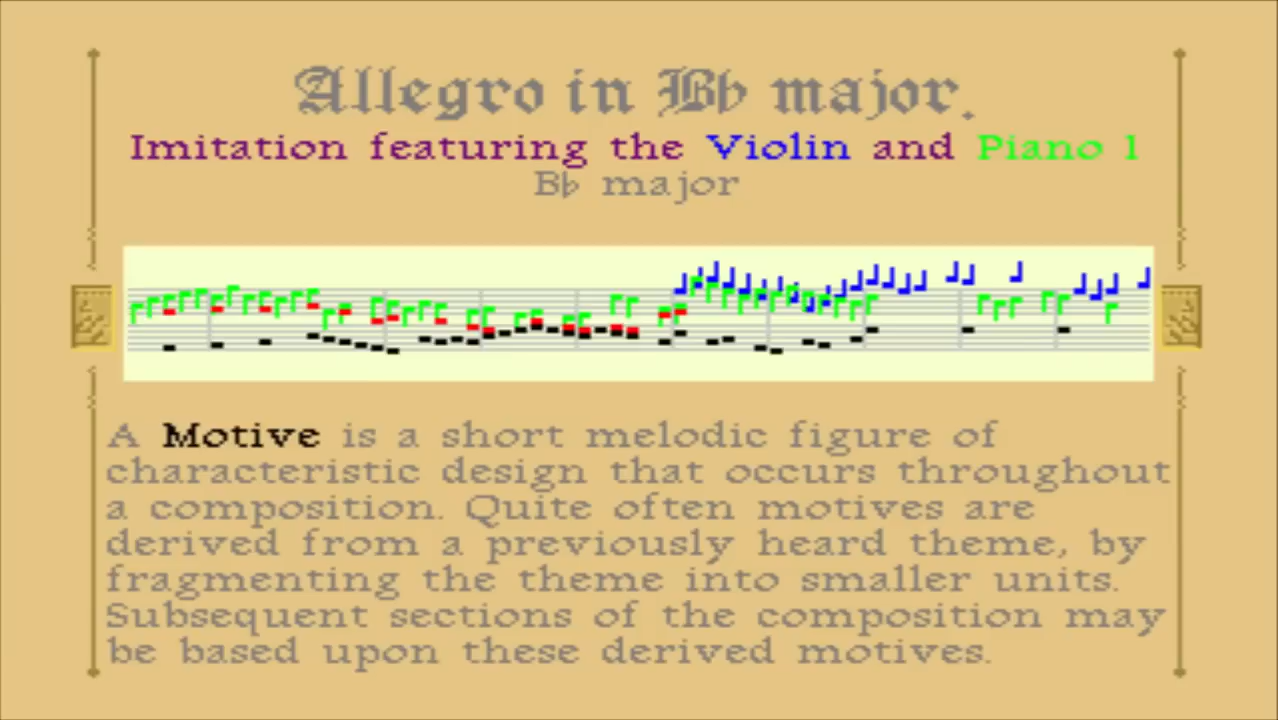 Allegro in B♭ major.
Imitation featuring the Violin and Piano 1
B♭ major
A Motive is a short melodic figure of
characteristic design that occurs throughout
a composition. Quite often motives are
derived from a previously heard theme, by
fragmenting the theme into smaller units.
Subsequent sections of the composition may
be based upon these derived motives.